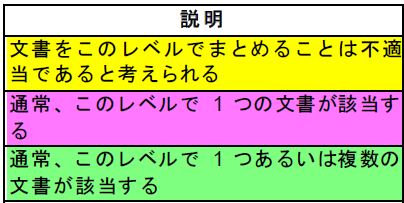 説明
文書をこのレベルでまとめることは不適
当であると考えられる
通常、このレベルで 1 つの文書が該当す
る
通常、このレベルで 1 つあるいは複数の
文書が該当する